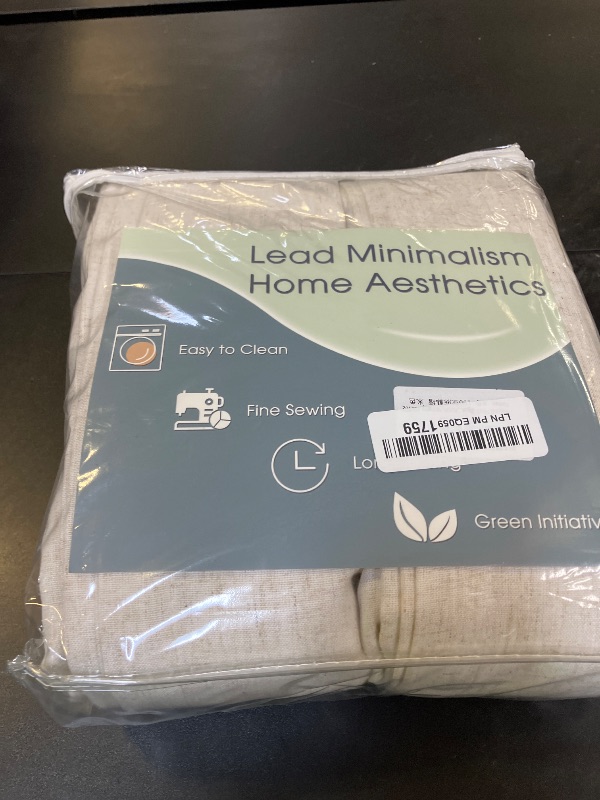 Lead Minimalism
Home Aesthetics
Easy to Clean
Fine Sewing
LPN PM EQ0591759
Green Initiativ